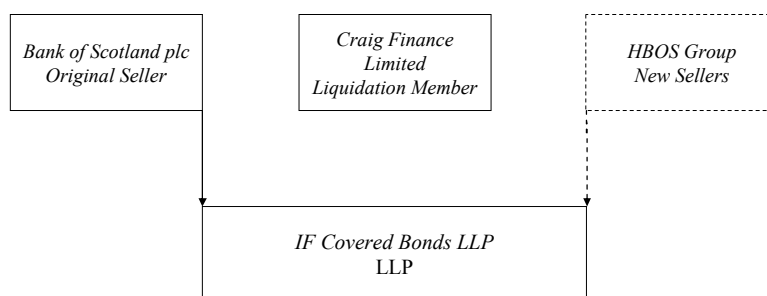 Bank of Scotland plc
Original Seller
Craig Finance
Limited
Liquidation Member
HBOS Group
New Sellers
IF Covered Bonds LLP
LLP